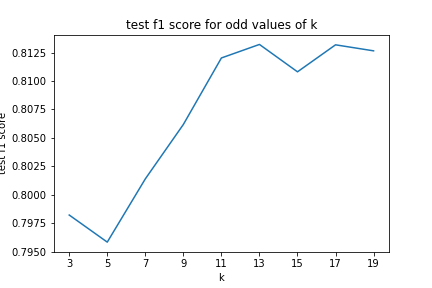 test f1 score for odd values of k
test f1 score
0.8125
0.8100
0.8075
0.8050
0.8025
0.8000
0.7975
0.7950
3 5 7 9 11 13 15 17 19
k